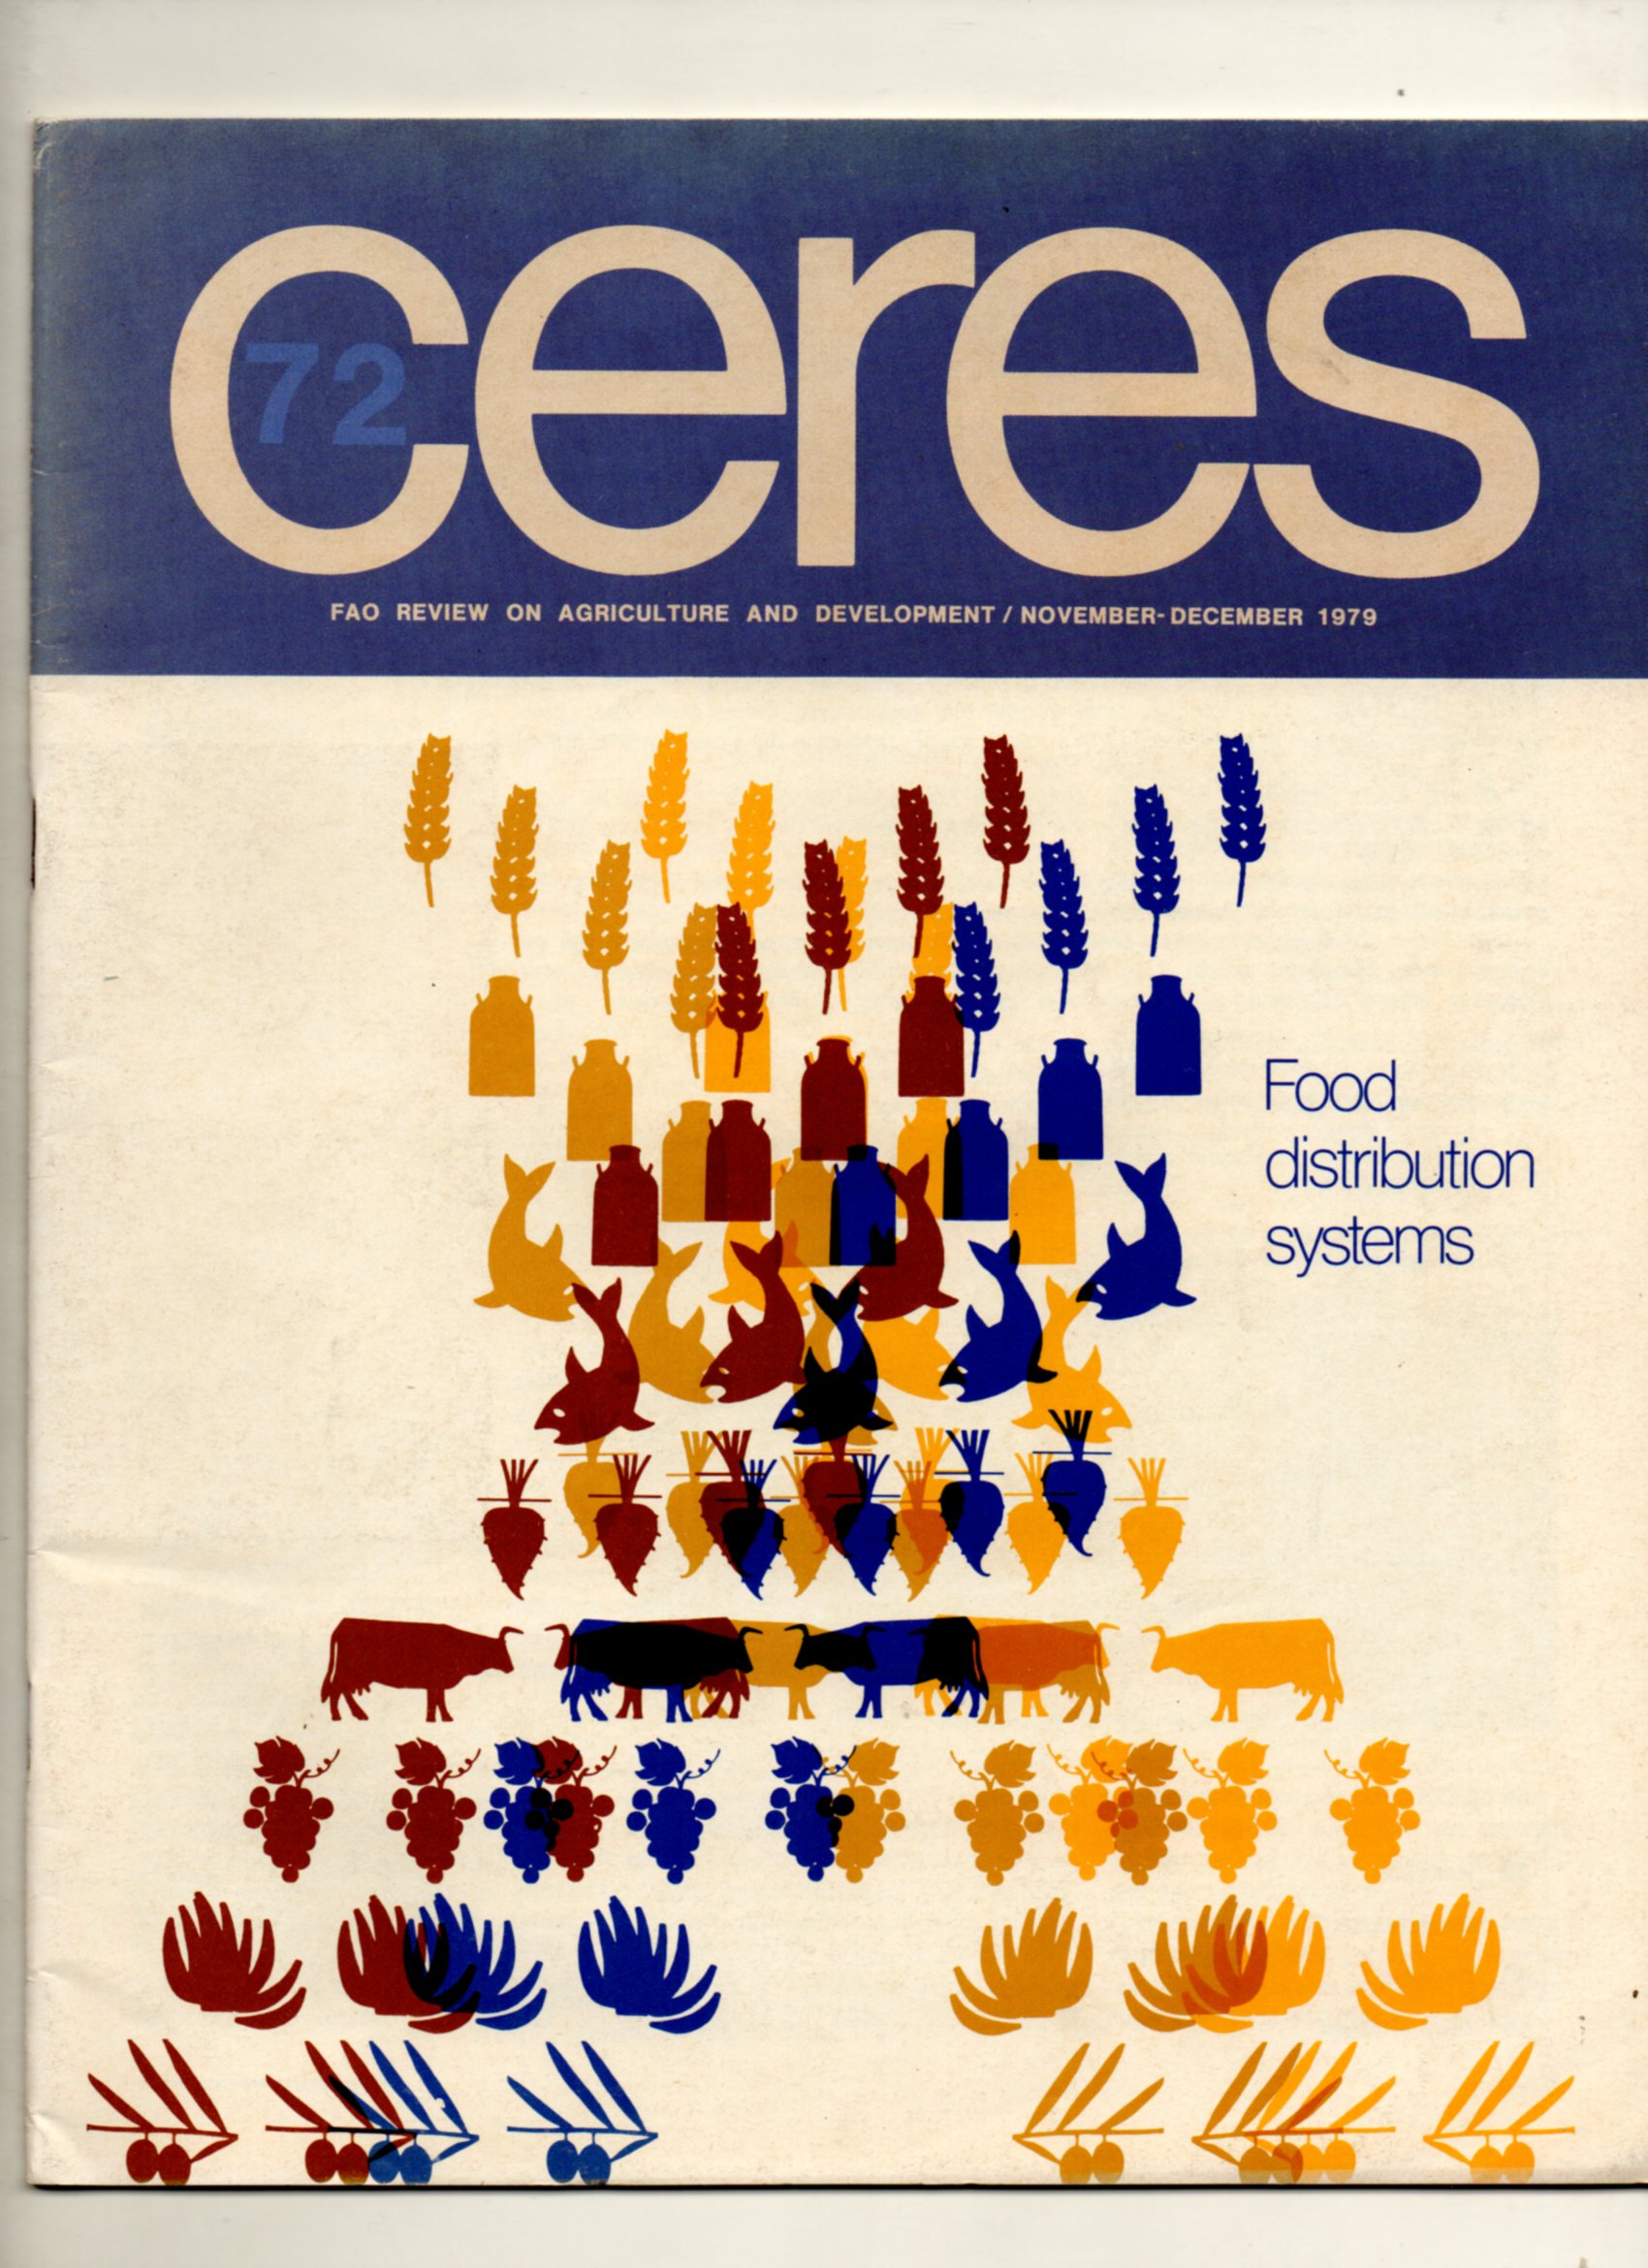 ceres
72
FAO REVIEW ON AGRICULTURE AND DEVELOPMENT / NOVEMBER-DECEMBER 1979
Food
distribution
systems